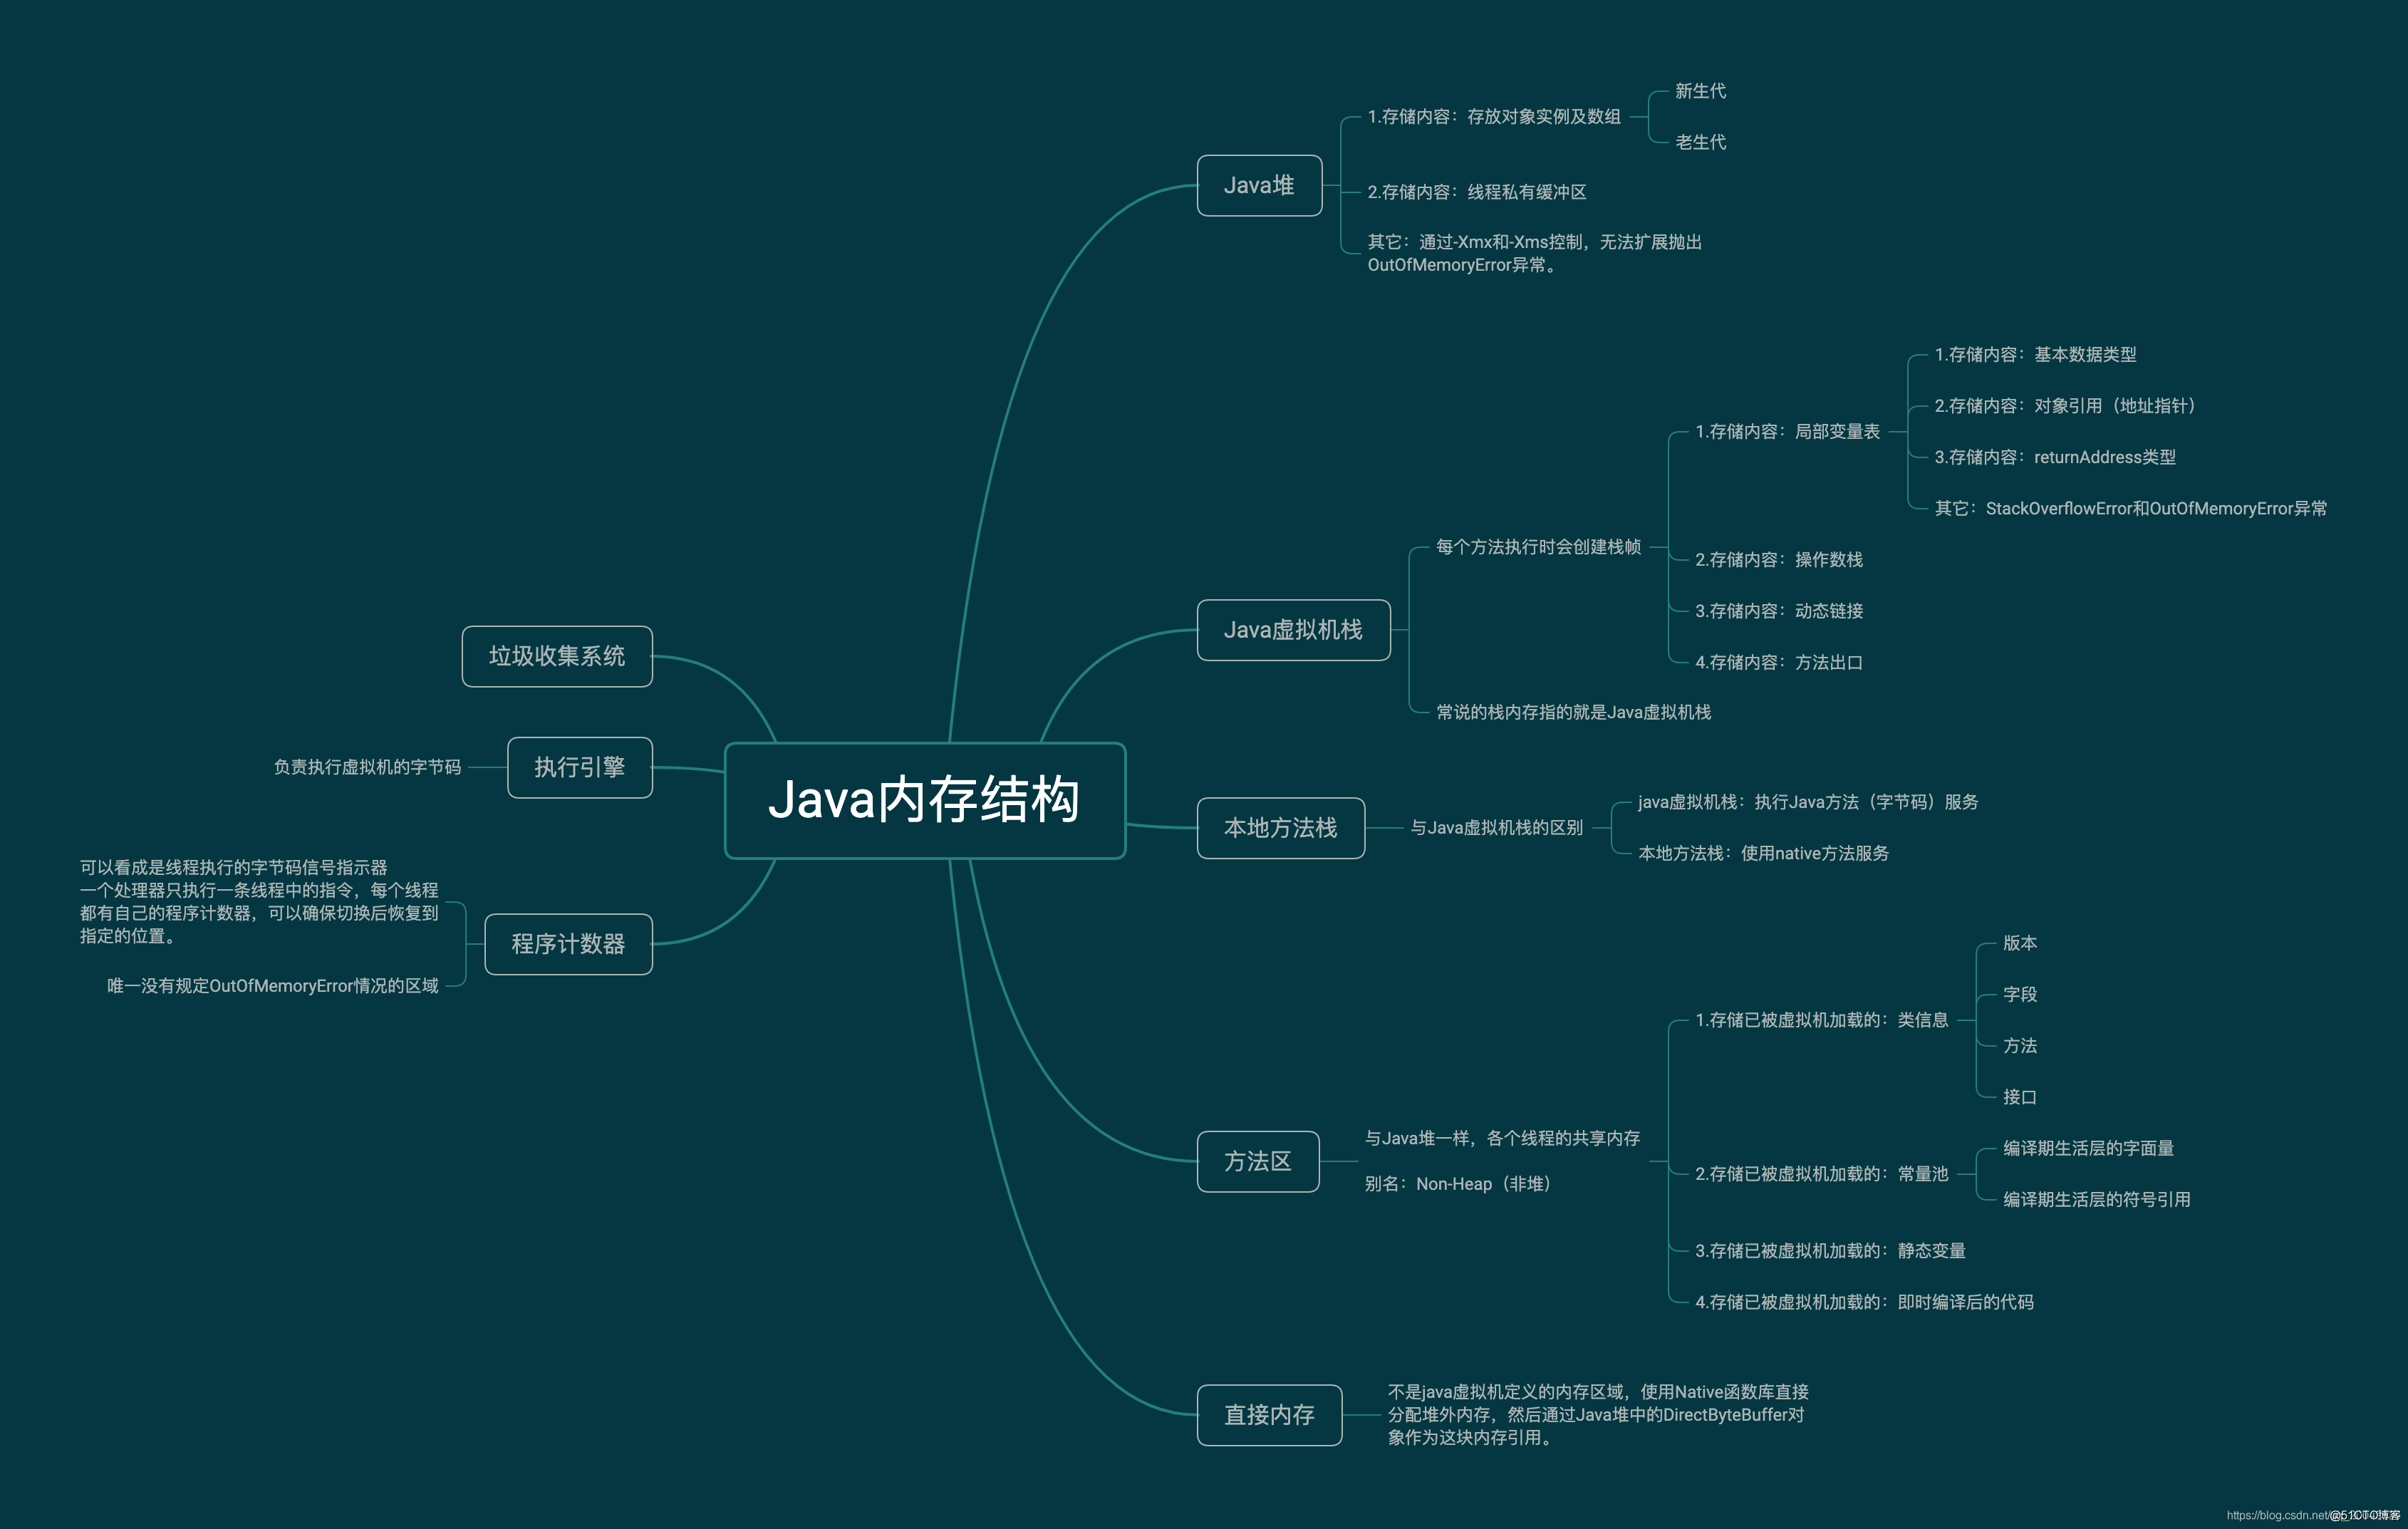 Java内存结构
Java堆
1.存储内容：存放对象实例及数组
新生代
老生代
2.存储内容：线程私有缓冲区
其它：通过-Xmx和-Xms控制，无法扩展抛出
OutOfMemoryError异常。
Java虚拟机栈
每个方法执行时会创建栈帧
1.存储内容：局部变量表
1.存储内容：基本数据类型
2.存储内容：对象引用（地址指针）
3.存储内容：returnAddress类型
其它：StackOverflowError和OutOfMemoryError异常
2.存储内容：操作数栈
3.存储内容：动态链接
4.存储内容：方法出口
常说的栈内存指的就是Java虚拟机栈
本地方法栈
与Java虚拟机栈的区别
java虚拟机栈：执行Java方法（字节码）服务
本地方法栈：使用native方法服务
方法区
与Java堆一样，各个线程的共享内存
别名：Non-Heap（非堆）
1.存储已被虚拟机加载的：类信息
版本
字段
方法
接口
2.存储已被虚拟机加载的：常量池
编译期生活层的字面量
编译期生活层的符号引用
3.存储已被虚拟机加载的：静态变量
4.存储已被虚拟机加载的：即时编译后的代码
直接内存
不是java虚拟机定义的内存区域，使用Native函数库直接
分配堆外内存，然后通过Java堆中的DirectByteBuffer对
象作为这块内存引用。
垃圾收集系统
执行引擎
负责执行虚拟机的字节码
程序计数器
可以看成是线程执行的字节码信号指示器
一个处理器只执行一条线程中的指令，每个线程
都有自己的程序计数器，可以确保切换后恢复到
指定的位置。
唯一没有规定OutOfMemoryError情况的区域
https://blog.csdn.net/
@51CTO博客